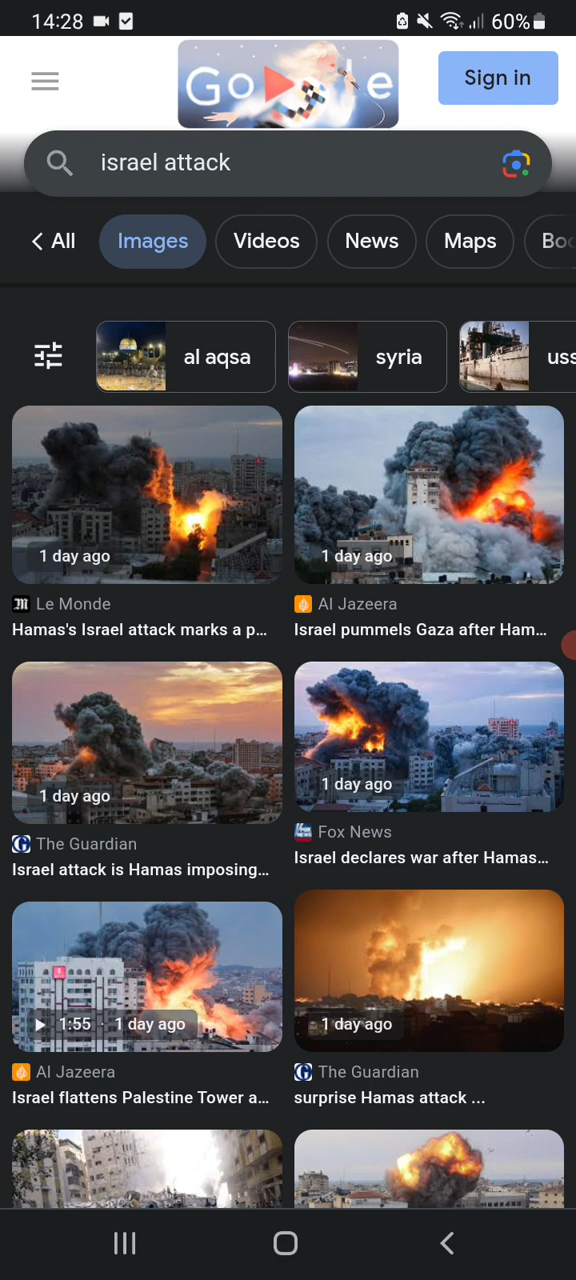 14:28
60%
Go le
Sign in
israel attack
All
Images
Videos
News
Maps
al aqsa
syria
1 day ago
1 day ago
Le Monde
Al Jazeera
Hamas's Israel attack marks a p...
Israel pummels Gaza after Ham...
1 day ago
1 day ago
The Guardian
Fox News
Israel attack is Hamas imposing...
Israel declares war after Hamas...
1:55 · 1 day ago
1 day ago
Al Jazeera
The Guardian
Israel flattens Palestine Tower a...
surprise Hamas attack ...